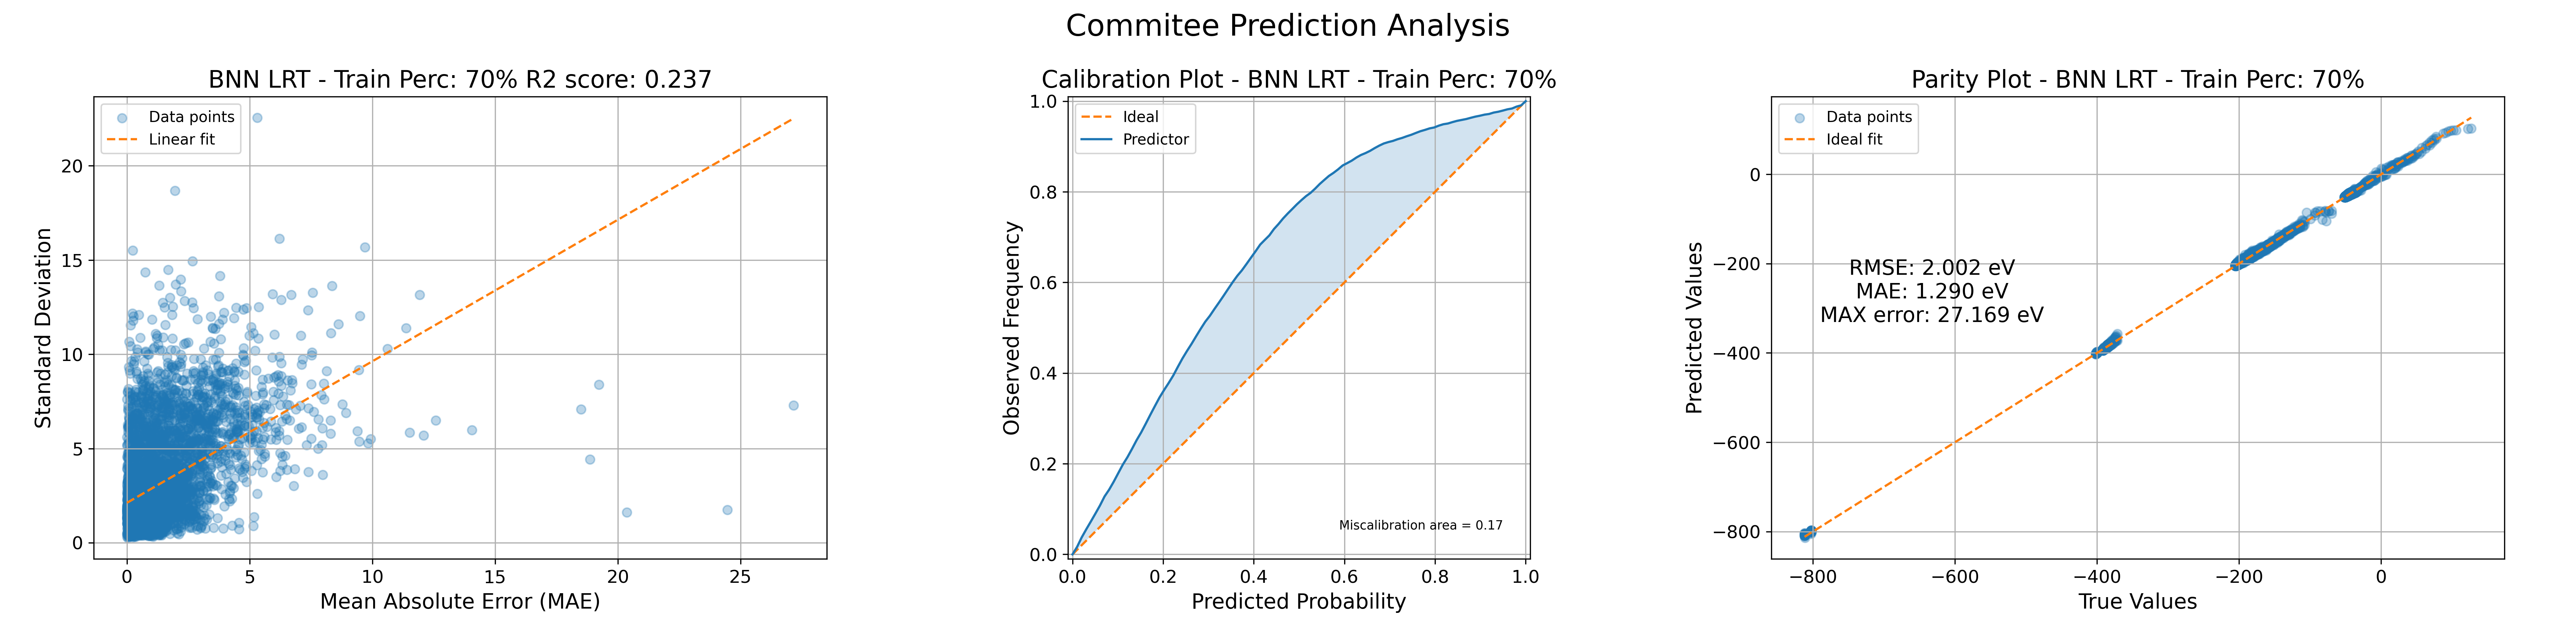 Commitee Prediction Analysis
BNN LRT - Train Perc: 70% R2 score: 0.237
Data points
Linear fit
Standard Deviation
20
15
10
5
0
0 5 10 15 20 25
Mean Absolute Error (MAE)
Calibration Plot - BNN LRT - Train Perc: 70%
Ideal
Predictor
Observed Frequency
1.0
0.8
0.6
0.4
0.2
0.0
Miscalibration area = 0.17
0.0 0.2 0.4 0.6 0.8 1.0
Predicted Probability
Parity Plot - BNN LRT - Train Perc: 70%
Data points
Ideal fit
Predicted Values
0
−200
−400
−600
−800
RMSE: 2.002 eV
MAE: 1.290 eV
MAX error: 27.169 eV
−800 −600 −400 −200 0
True Values